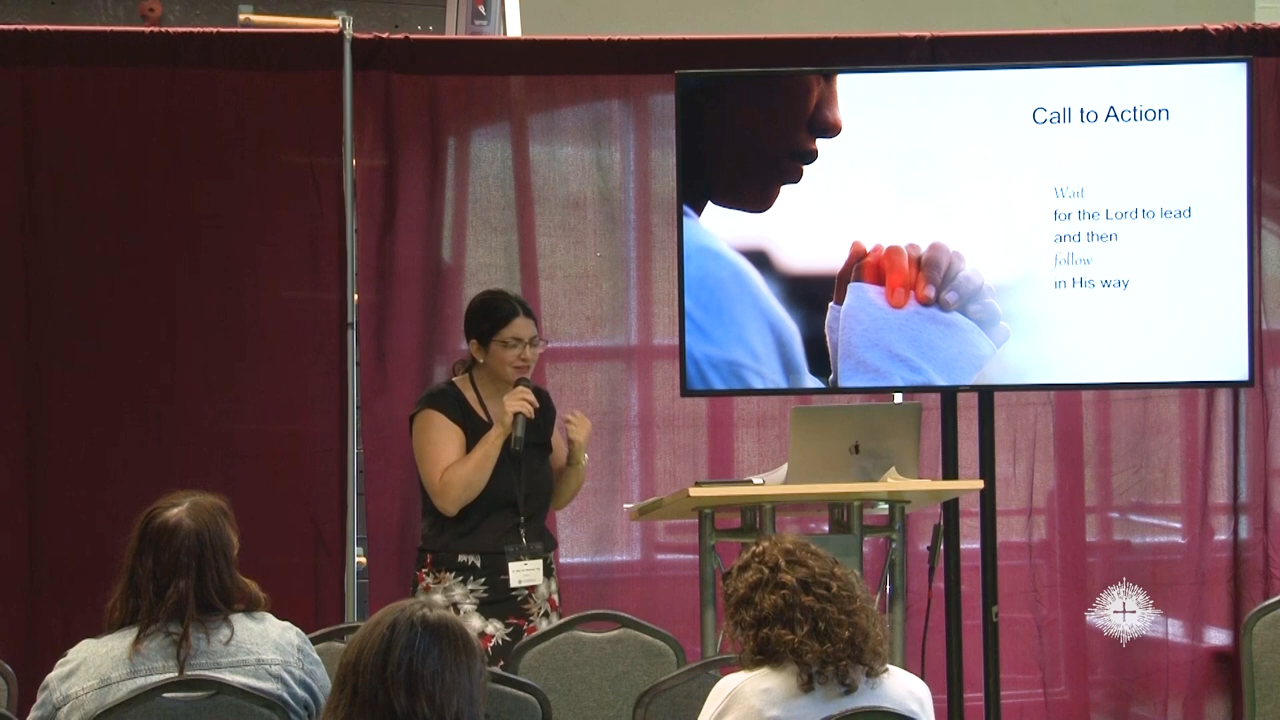 Call to Action
Wait
for the Lord to lead
and then
follow
in His way